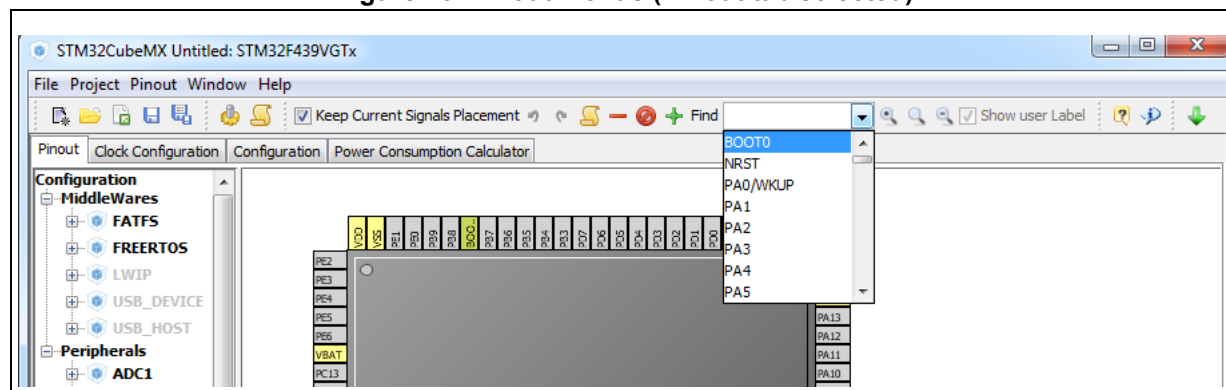 STM32CubeMX Untitled: STM32F439VGTx
File Project Pinout Window Help
Keep Current Signals Placement Find Show user Label
Pinout Clock Configuration Configuration Power Consumption Calculator
BOOT0
NRST
PA0/WKUP
PA1
PA2
PA3
PA4
PA5
Configuration
MiddleWares
FATFS
FREERTOS
LWIP
USB_DEVICE
USB_HOST
Peripherals
ADC1
VDD VSS PE1 PE0 PB9 PB8 BOO.. PB7 PB6 PB5 PB4 PB3 PD7 PD6 PD5 PD4 PD3 PD2 PD1 PD0
PE2
PE3
PE4
PE5
PE6
VBAT
PC13
PA13
PA12
PA11
PA10